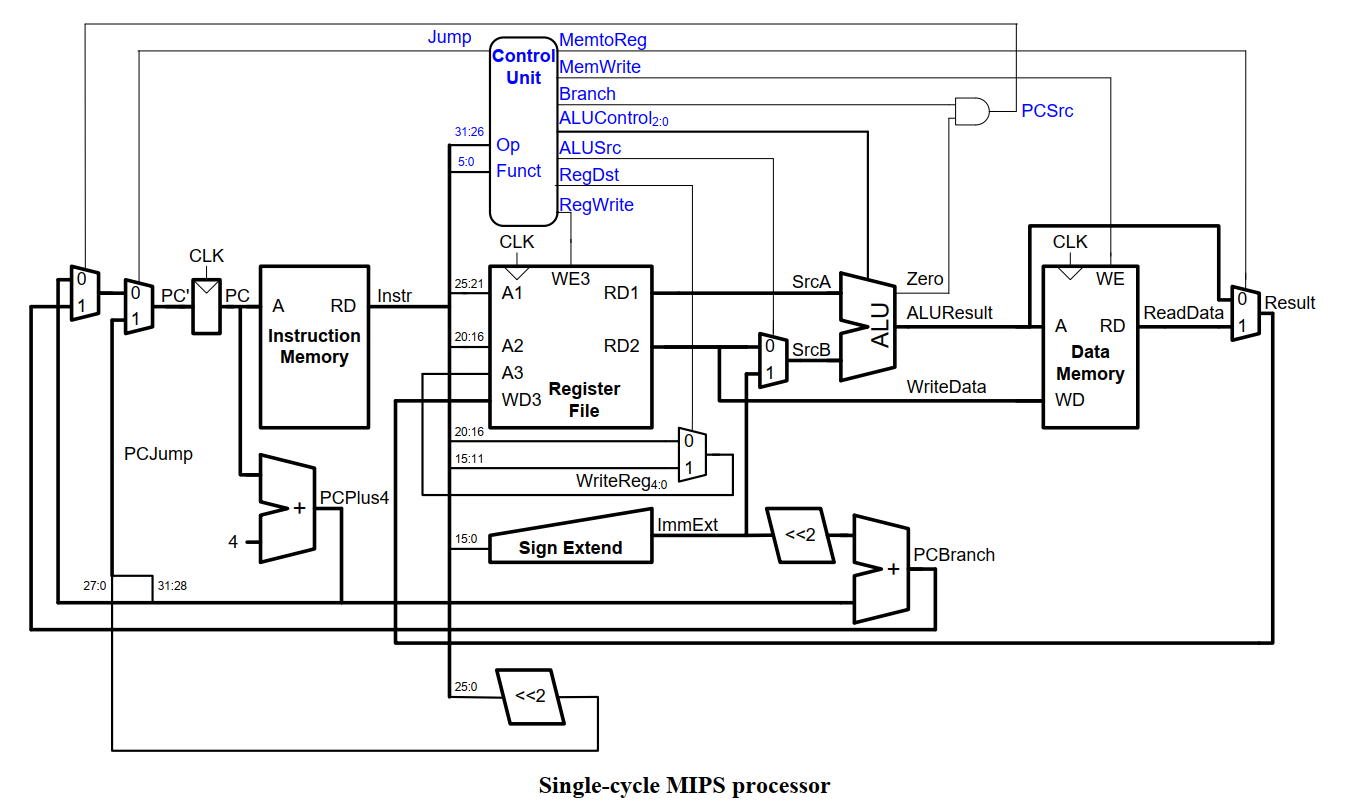 Jump
Control
Unit
MemtoReg
MemWrite
Branch
PCSrc
ALUControl2:0
31:26
Op
ALUSrc
5:0
Funct
RegDst
RegWrite
CLK
CLK
CLK
0
1
0
1
PC'
PC
A
RD
Instr
Instruction
Memory
25:21
A1
WE3
RD1
SrcA
Zero
ALU
ALUResult
WE
A
RD
ReadData
0
1
Result
Data
Memory
20:16
A2
RD2
0
1
SrcB
A3
WD3
Register
File
WriteData
WD
20:16
0
15:11
1
WriteReg4:0
PCJump
PCPlus4
+
4
15:0
Sign Extend
ImmExt
<<2
+
PCBranch
27:0
31:28
25:0
<<2
Single-cycle MIPS processor